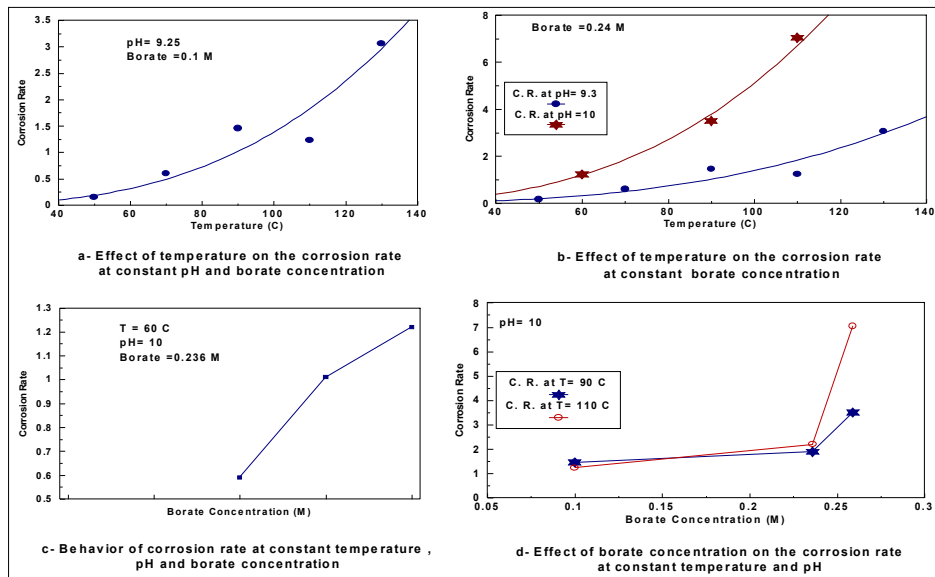 3.5
3
2.5
2
1.5
1
0.5
0
Corrosion Rate
pH= 9.25
Borate =0.1 M
40 60 80 100 120 140
Temperature (C)
a- Effect of temperature on the corrosion rate
at constant pH and borate concentration
8
6
4
2
0
Corrosion Rate
Borate =0.24 M
C. R. at pH= 9.3
C. R. at pH =10
40 60 80 100 120 140
Temperature (C)
b- Effect of temperature on the corrosion rate
at constant borate concentration
1.3
1.2
1.1
1
0.9
0.8
0.7
0.6
0.5
Corrosion Rate
T = 60 C
pH= 10
Borate =0.236 M
Borate Concentration (M)
c- Behavior of corrosion rate at constant temperature ,
pH and borate concentration
8
7
6
5
4
3
2
1
0
Corrosion Rate
pH= 10
C. R. at T= 90 C
C. R. at T= 110 C
0.05 0.1 0.15 0.2 0.25 0.3
Borate Concentration (M)
d- Effect of borate concentration on the corrosion rate
at constant temperature and pH